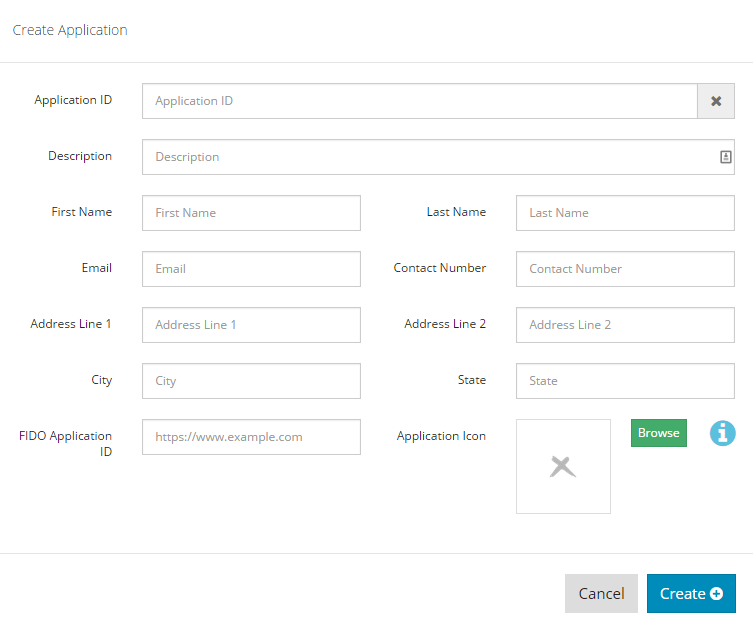 Create Application
Application ID Application ID
Description Description
First Name First Name Last Name Last Name
Email Email Contact Number Contact Number
Address Line 1 Address Line 1 Address Line 2 Address Line 2
City City State State
FIDO Application https://www.example.com Application Icon Browse
ID
Cancel Create